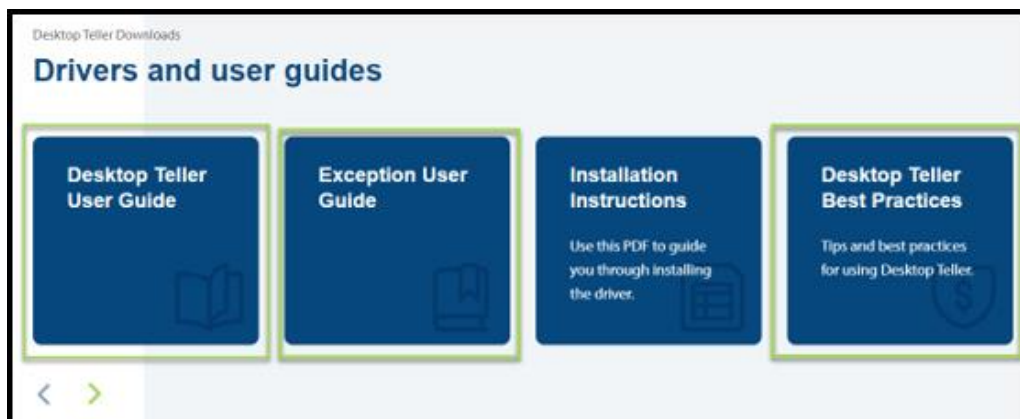 Desktop Teller Downloads
Drivers and user guides
Desktop Teller
User Guide
Exception User
Guide
Installation
Instructions
Use this PDF to guide
you through installing
the driver.
Desktop Teller
Best Practices
Tips and best practices
for using Desktop Teller.